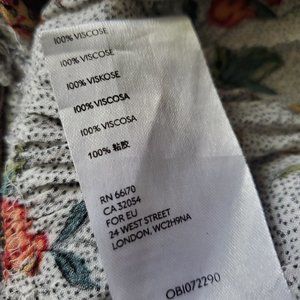 100% VISCOSE
100% VISCOSE
100% VISKOSE
100% VISCOSA
100% VISCOSA
100% 粘胶
RN 66170
CA 32054
FOR EU
24 WEST STREET
LONDON, WC2H9NA
OB1072290